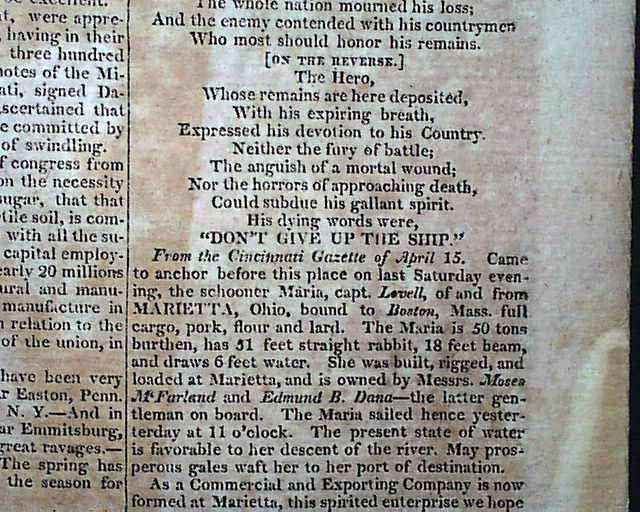 be excellent.
t, were appre-
, having in their
three hundred
notes of the Mi-
ati, signed Da-
ascertained that
e committed by
of swindling.
f congress from
on the necessity
sugar, that that
tile soil, is com-
with all the su-
capital employ-
early 20 millions
ural and manu-
manufacture in
n relation to the
of the union, in
have been very
r Easton, Penn.
N. Y.—And in
ar Emmitsburg,
great ravages.—
The spring has
the season for
The whole nation mourned his loss;
And the enemy contended with his countrymen
Who most should honor his remains.
[ON THE REVERSE.]
The Hero,
Whose remains are here deposited,
With his expiring breath,
Expressed his devotion to his Country.
Neither the fury of battle;
The anguish of a mortal wound;
Nor the horrors of approaching death,
Could subdue his gallant spirit.
His dying words were,
“DON'T GIVE UP THE SHIP.”
From the Cincinnati Gazette of April 15. Came
to anchor before this place on last Saturday even-
ing, the schooner Maria, capt. Lovell, of and from
MARIETTA, Ohio, bound to Boston, Mass. full
cargo, pork, flour and lard. The Maria is 50 tons
burthen, has 51 feet straight rabbit, 18 feet beam,
and draws 6 feet water. She was built, rigged, and
loaded at Marietta, and is owned by Messrs. Moses
McFarland and Edmund B. Dana—the latter gen-
tleman on board. The Maria sailed hence yester-
terday at 11 o'clock. The present state of water
is favorable to her descent of the river. May pros-
perous gales waft her to her port of destination.
As a Commercial and Exporting Company is now
formed at Marietta, this spirited enterprise we hope